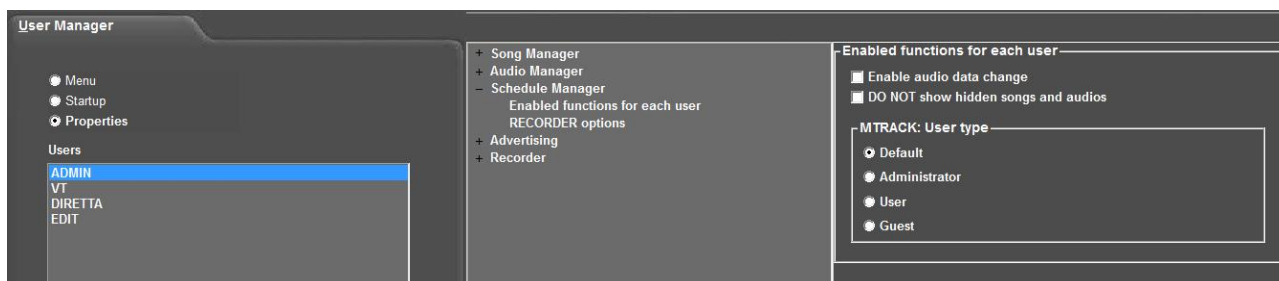 User Manager
Menu
Startup
Properties
Users
ADMIN
VT
DIRETTA
EDIT
+ Song Manager
+ Audio Manager
− Schedule Manager
Enabled functions for each user
RECORDER options
+ Advertising
+ Recorder
Enabled functions for each user
Enable audio data change
DO NOT show hidden songs and audios
MTRACK: User type
Default
Administrator
User
Guest